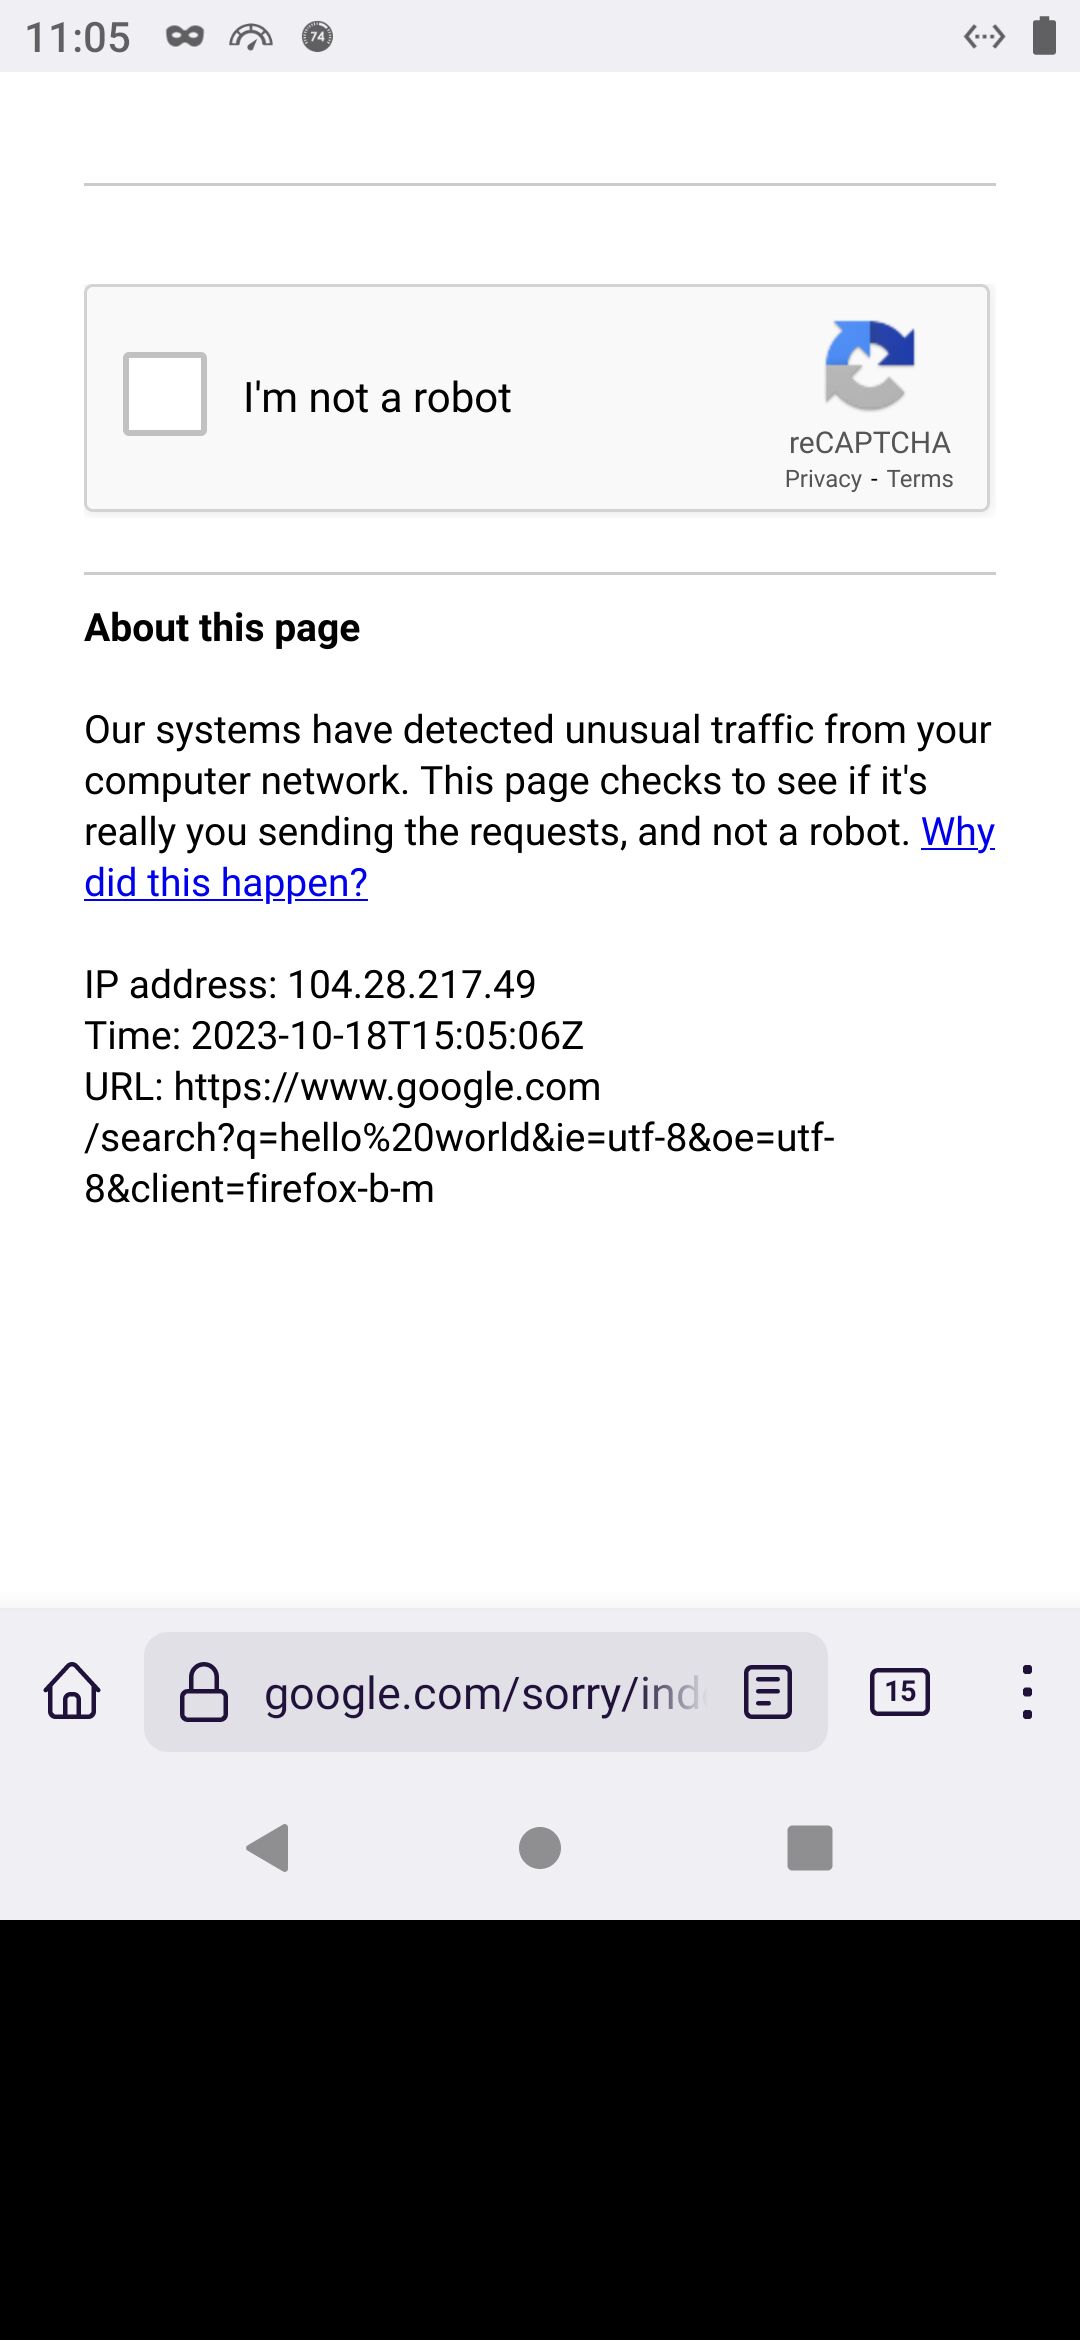 11:05
74
I'm not a robot
reCAPTCHA
Privacy - Terms
About this page
Our systems have detected unusual traffic from your
computer network. This page checks to see if it's
really you sending the requests, and not a robot. Why
did this happen?
IP address: 104.28.217.49
Time: 2023-10-18T15:05:06Z
URL: https://www.google.com
/search?q=hello%20world&ie=utf-8&oe=utf-
8&client=firefox-b-m
google.com/sorry/ind
15